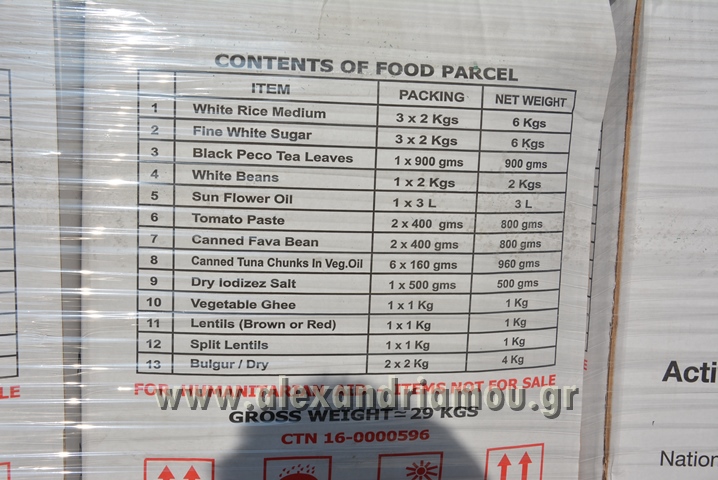 CONTENTS OF FOOD PARCEL
ITEM PACKING NET WEIGHT
1 White Rice Medium 3 x 2 Kgs 6 Kgs
2 Fine White Sugar 3 x 2 Kgs 6 Kgs
3 Black Peco Tea Leaves 1 x 900 gms 900 gms
4 White Beans 1 x 2 Kgs 2 Kgs
5 Sun Flower Oil 1 x 3 L 3 L
6 Tomato Paste 2 x 400 gms 800 gms
7 Canned Fava Bean 2 x 400 gms 800 gms
8 Canned Tuna Chunks In Veg.Oil 6 x 160 gms 960 gms
9 Dry Iodizez Salt 1 x 500 gms 500 gms
10 Vegetable Ghee 1 x 1 Kg 1 Kg
11 Lentils (Brown or Red) 1 x 1 Kg 1 Kg
12 Split Lentils 1 x 1 Kg 1 Kg
13 Bulgur / Dry 2 x 2 Kg 4 Kg
FOR HUMANITARIAN AID ITEMS NOT FOR SALE
www.alexandriamou.gr
GROSS WEIGHT=29 KGS
CTN 16-0000596
LE
Acti
Nation